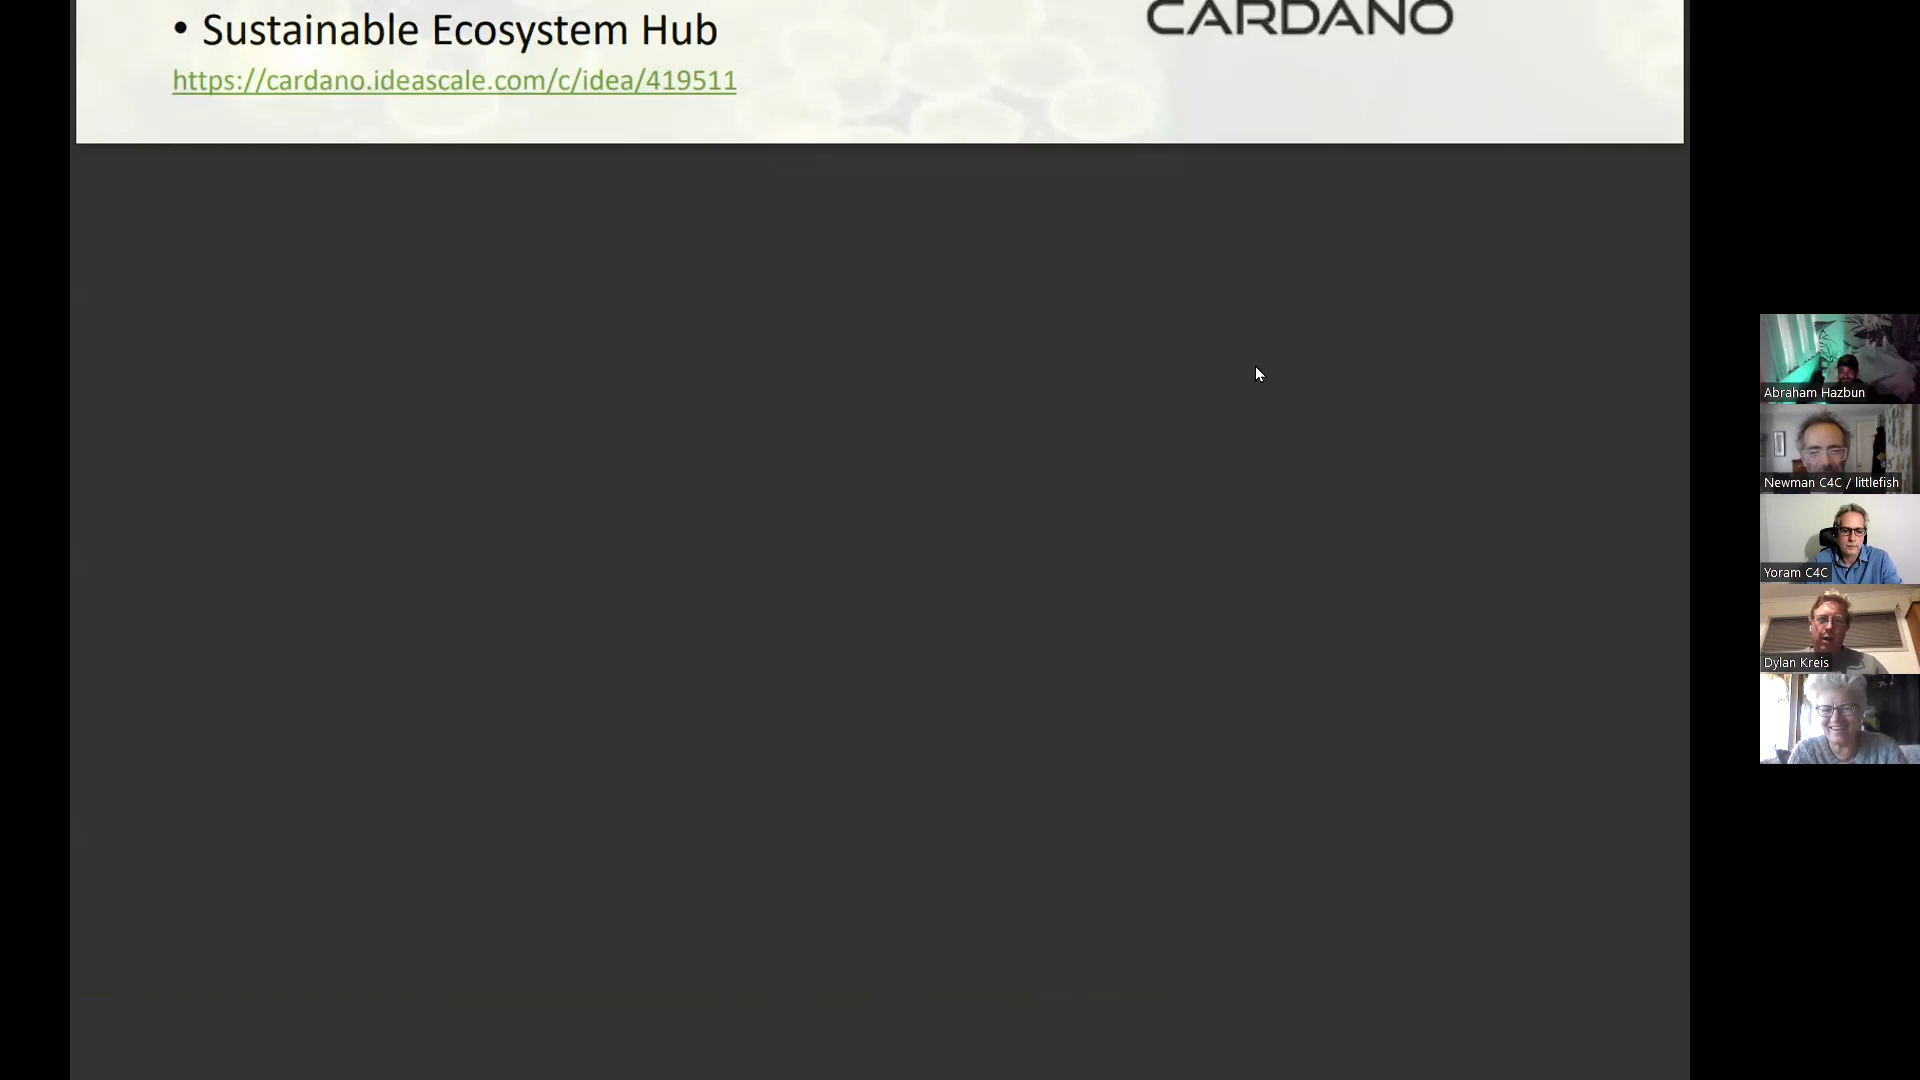 • Sustainable Ecosystem Hub
CARDANO
https://cardano.ideascale.com/c/idea/419511
Abraham Hazbun
Newman C4C / littlefish
Yoram C4C
Dylan Kreis